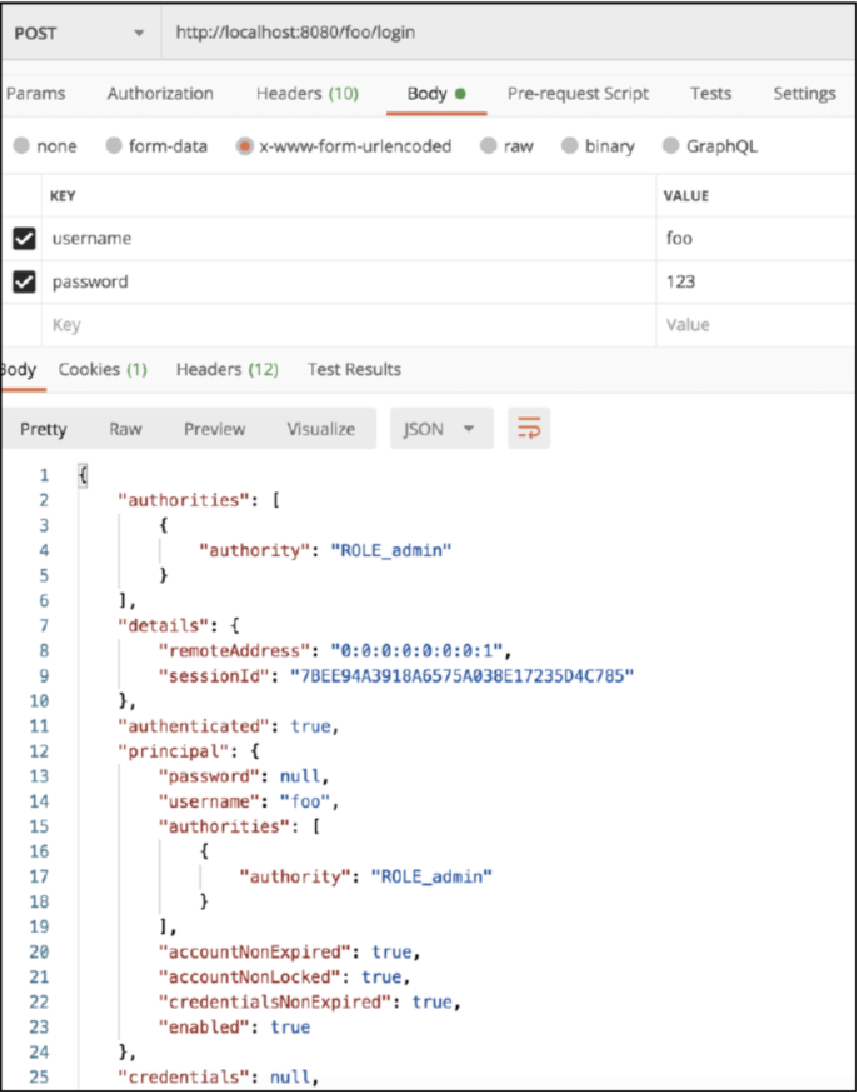 POST http://localhost:8080/foo/login
Params Authorization Headers (10) Body Pre-request Script Tests Settings
none form-data x-www-form-urlencoded raw binary GraphQL
KEY VALUE
username foo
password 123
Key Value
Body Cookies (1) Headers (12) Test Results
Pretty Raw Preview Visualize JSON
1 {
2 "authorities": [
3 {
4 "authority": "ROLE_admin"
5 }
6 ],
7 "details": {
8 "remoteAddress": "0:0:0:0:0:0:0:1",
9 "sessionId": "7BEE94A3918A6575A038E17235D4C785"
10 },
11 "authenticated": true,
12 "principal": {
13 "password": null,
14 "username": "foo",
15 "authorities": [
16 {
17 "authority": "ROLE_admin"
18 }
19 ],
20 "accountNonExpired": true,
21 "accountNonLocked": true,
22 "credentialsNonExpired": true,
23 "enabled": true
24 },
25 "credentials": null,